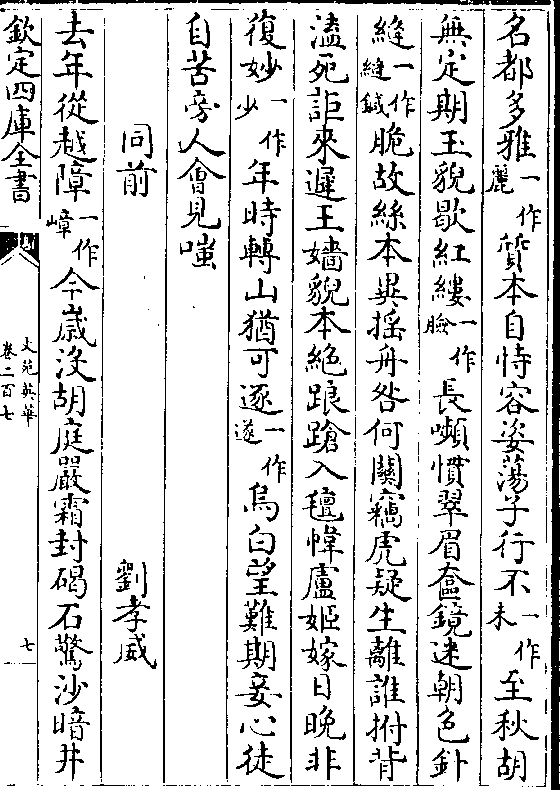 名都多雅一作麗質本自恃容姿蕩子行不一作未至秋胡
無定期玉貌歇紅縷一作臉長嚬慣翠眉奩鏡迷朝色針
縫一作縫鍼脆故絲本異搖舟咎何關竊虎疑生離誰拊背
溘死詎來遲王嬙貌本絕踉蹌入氊幃盧姬嫁日晚非
復妙一作少年時轉山猶可逐一作遂烏白望難期妾心徒
自苦旁人會見嗤
同前 劉孝威
去年從越障一作嶂今嵗没胡庭嚴霜封碣石驚沙暗井
欽定四庫全書
文苑英華
卷二百七
七